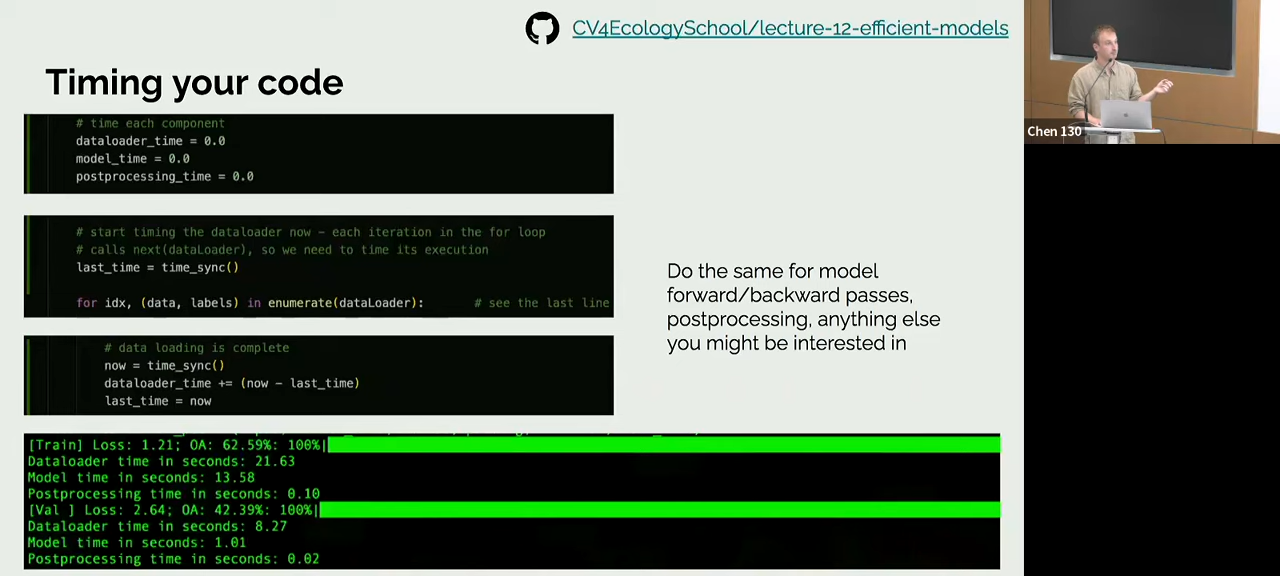 CV4EcologySchool/lecture-12-efficient-models
Timing your code
# time each component
dataloader_time = 0.0
model_time = 0.0
postprocessing_time = 0.0
# start timing the dataloader now – each iteration in the for loop
# calls next(dataLoader), so we need to time its execution
last_time = time_sync()
for idx, (data, labels) in enumerate(dataLoader): # see the last line
# data loading is complete
now = time_sync()
dataloader_time += (now - last_time)
last_time = now
Do the same for model
forward/backward passes,
postprocessing, anything else
you might be interested in
[Train] Loss: 1.21; OA: 62.59%: 100%|
Dataloader time in seconds: 21.63
Model time in seconds: 13.58
Postprocessing time in seconds: 0.10
[Val ] Loss: 2.64; OA: 42.39%: 100%|
Dataloader time in seconds: 8.27
Model time in seconds: 1.01
Postprocessing time in seconds: 0.02
Chen 130